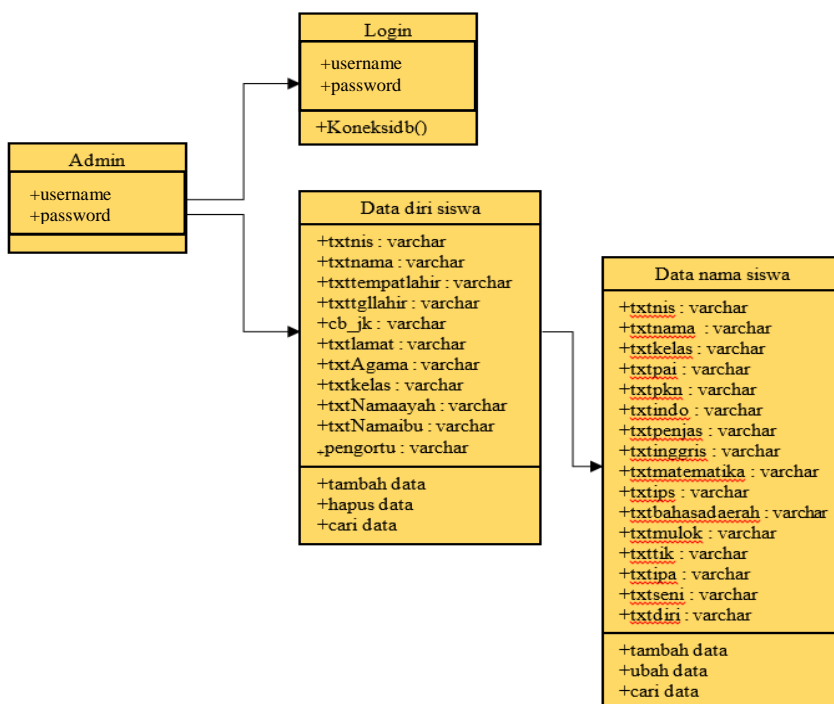 Login
+username
+password
+Koneksidb()
Admin
+username
+password
Data diri siswa
+txtnis : varchar
+txtnama : varchar
+txttempatlahir : varchar
+txttgllahir : varchar
+cb_jk : varchar
+txtlamat : varchar
+txtAgama : varchar
+txtkelas : varchar
+txtNamaayah : varchar
+txtNamaibu : varchar
+pengortu : varchar
+tambah data
+hapus data
+cari data
Data nama siswa
+txtnis : varchar
+txtnama : varchar
+txtkelas : varchar
+txtpai : varchar
+txtpkn : varchar
+txtindo : varchar
+txtpenjas : varchar
+txtinggris : varchar
+txtmatematika : varchar
+txtips : varchar
+txtbahasadaerah : varchar
+txtmulok : varchar
+txttik : varchar
+txtipa : varchar
+txtseni : varchar
+txtdiri : varchar
+tambah data
+ubah data
+cari data